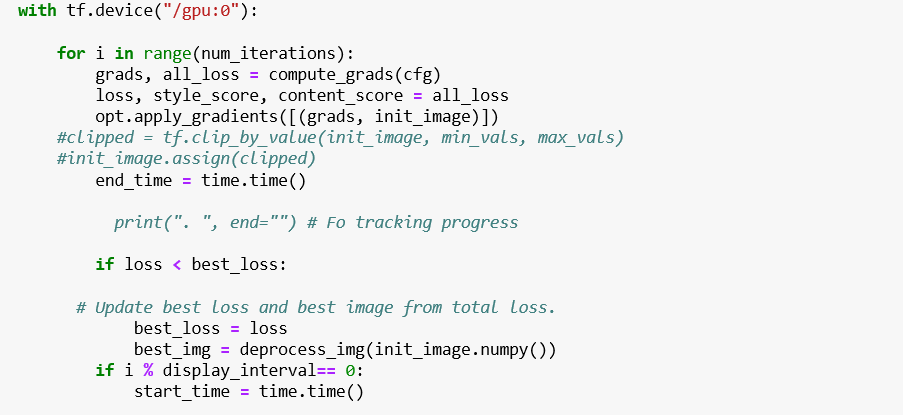 with tf.device("/gpu:0"):
for i in range(num_iterations):
grads, all_loss = compute_grads(cfg)
loss, style_score, content_score = all_loss
opt.apply_gradients([(grads, init_image)])
#clipped = tf.clip_by_value(init_image, min_vals, max_vals)
#init_image.assign(clipped)
end_time = time.time()
print(". ", end="") # Fo tracking progress
if loss < best_loss:
# Update best loss and best image from total loss.
best_loss = loss
best_img = deprocess_img(init_image.numpy())
if i % display_interval== 0:
start_time = time.time()